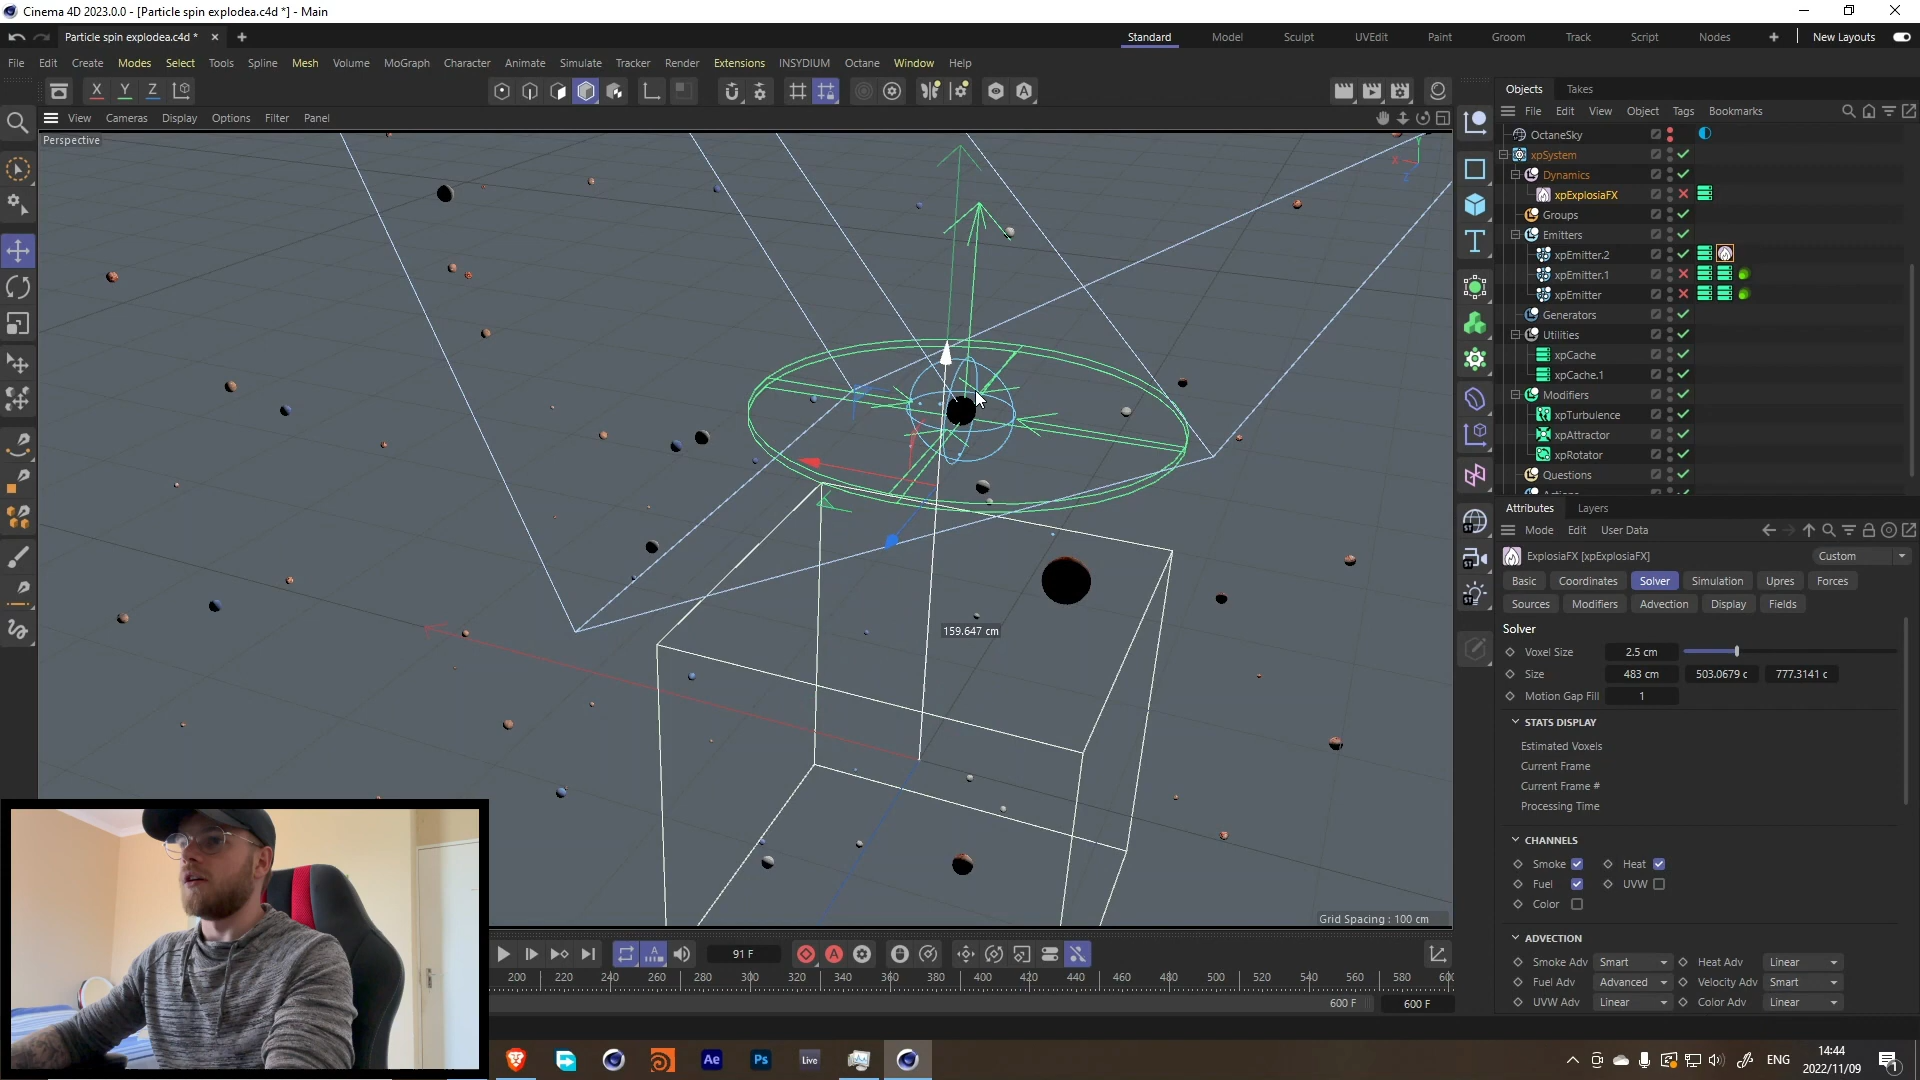 Cinema 4D 2023.0.0 - [Particle spin explodea.c4d *] - Main
Particle spin explodea.c4d *
Standard Model Sculpt UVEdit Paint Groom Track Script Nodes New Layouts
File Edit Create Modes Select Tools Spline Mesh Volume MoGraph Character Animate Simulate Tracker Render Extensions INSYDIUM Octane Window Help
X Y Z
View Cameras Display Options Filter Panel
Perspective
159.647 cm
Grid Spacing : 100 cm
91 F
200 220 240 260 280 300 320 340 360 380 400 420 440 460 480 500 520 540 560 580 600
600 F 600 F
Objects Takes
File Edit View Object Tags Bookmarks
OctaneSky
xpSystem
Dynamics
xpExplosiaFX
Groups
Emitters
xpEmitter.2
xpEmitter.1
xpEmitter
Generators
Utilities
xpCache
xpCache.1
Modifiers
xpTurbulence
xpAttractor
xpRotator
Questions
Attributes Layers
Mode Edit User Data
ExplosiaFX [xpExplosiaFX] Custom
Basic Coordinates Solver Simulation Upres Forces
Sources Modifiers Advection Display Fields
Solver
Voxel Size 2.5 cm
Size 483 cm 503.0679 c 777.3141 c
Motion Gap Fill 1
STATS DISPLAY
Estimated Voxels
Current Frame
Current Frame #
Processing Time
CHANNELS
Smoke Heat
Fuel UVW
Color
ADVECTION
Smoke Adv Smart Heat Adv Linear
Fuel Adv Advanced Velocity Adv Smart
UVW Adv Linear Color Adv Linear
Ae Ps Live
ENG
14:44
2022/11/09
1